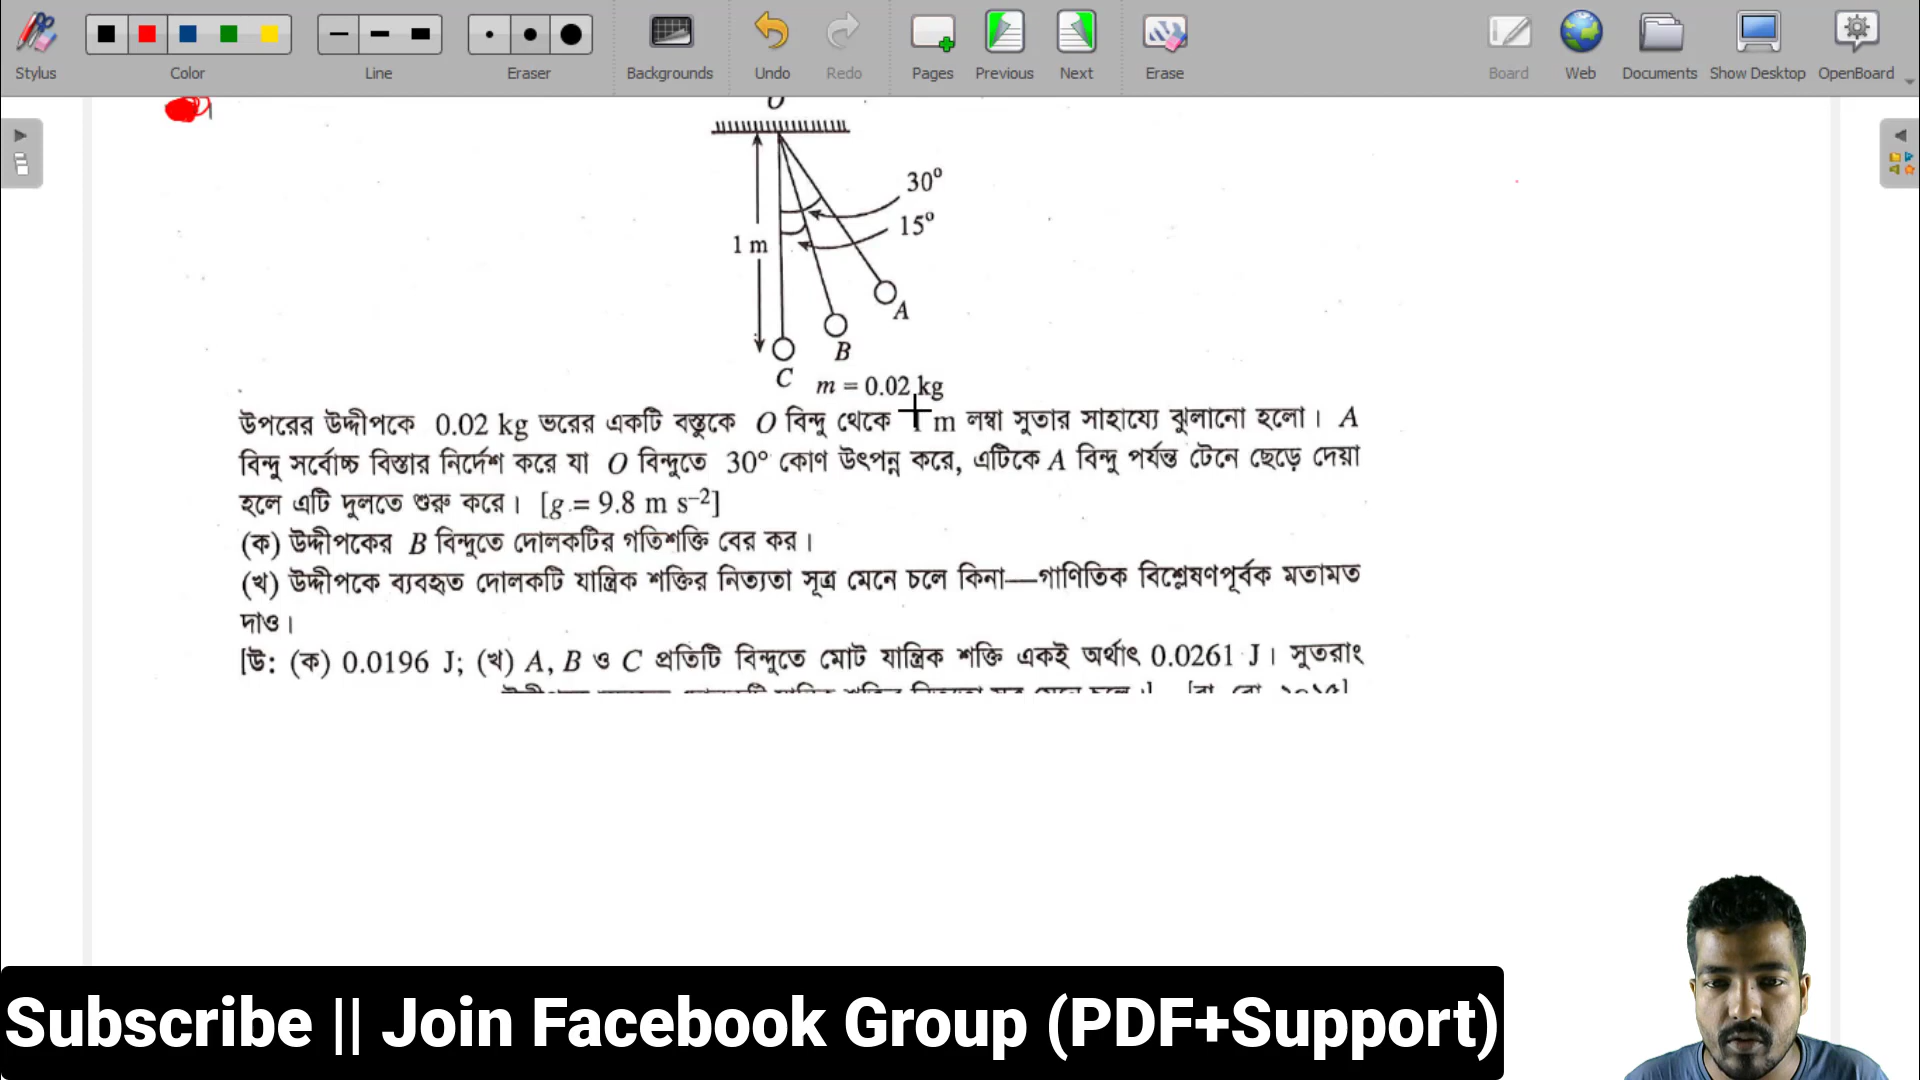 Stylus
Color
Line
Eraser
Backgrounds
Undo
Redo
Pages
Previous
Next
Erase
Board
Web
Documents
Show Desktop
OpenBoard
O
30°
15°
1 m
A
B
C
m = 0.02 kg
উপরের উদ্দীপকে 0.02 kg ভরের একটি বস্তুকে O বিন্দু থেকে 1 m লম্বা সুতার সাহায্যে ঝুলানো হলো। A
বিন্দু সর্বোচ্চ বিস্তার নির্দেশ করে যা O বিন্দুতে 30° কোণ উৎপন্ন করে, এটিকে A বিন্দু পর্যন্ত টেনে ছেড়ে দেয়া
হলে এটি দুলতে শুরু করে। [g = 9.8 m s⁻²]
(ক) উদ্দীপকের B বিন্দুতে দোলকটির গতিশক্তি বের কর।
(খ) উদ্দীপকে ব্যবহৃত দোলকটি যান্ত্রিক শক্তির নিত্যতা সূত্র মেনে চলে কিনা—গাণিতিক বিশ্লেষণপূর্বক মতামত
দাও।
[উ: (ক) 0.0196 J; (খ) A, B ও C প্রতিটি বিন্দুতে মোট যান্ত্রিক শক্তি একই অর্থাৎ 0.0261 J। সুতরাং
Subscribe || Join Facebook Group (PDF+Support)